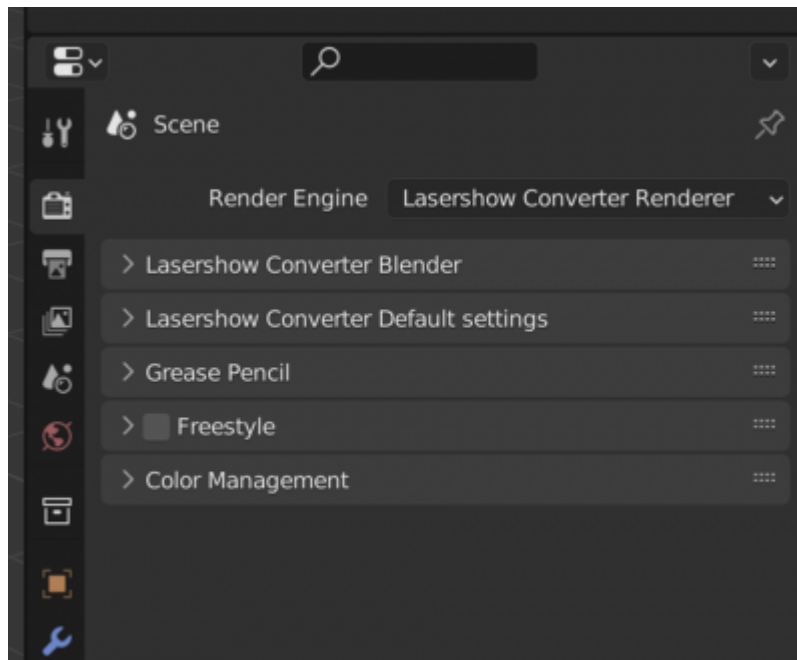 Scene
Render Engine Lasershow Converter Renderer
Lasershow Converter Blender
Lasershow Converter Default settings
Grease Pencil
Freestyle
Color Management